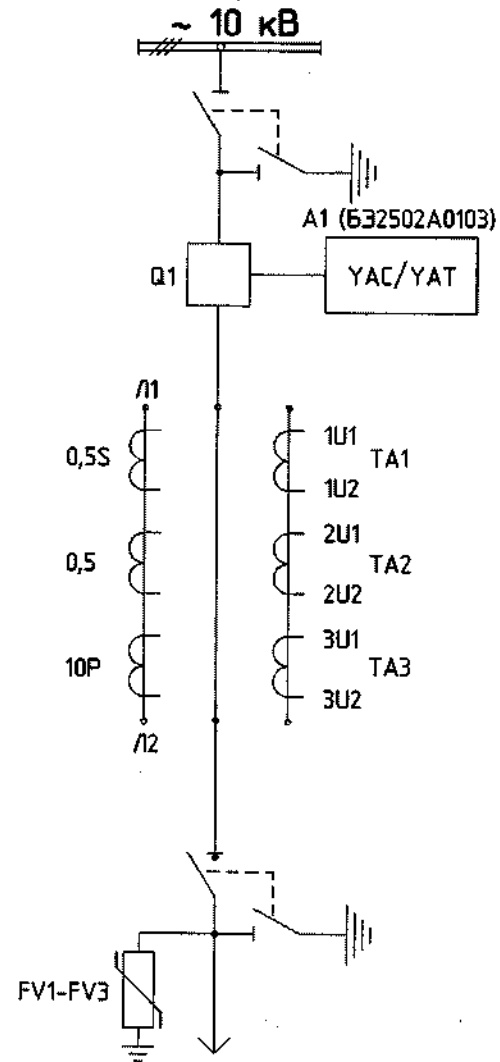 ~ 10 кВ
A1 (БЭ2502А0103)
Q1
YAC/YAT
Л1
0,5S
1U1
TA1
1U2
0,5
2U1
TA2
2U2
10P
3U1
TA3
3U2
Л2
FV1-FV3